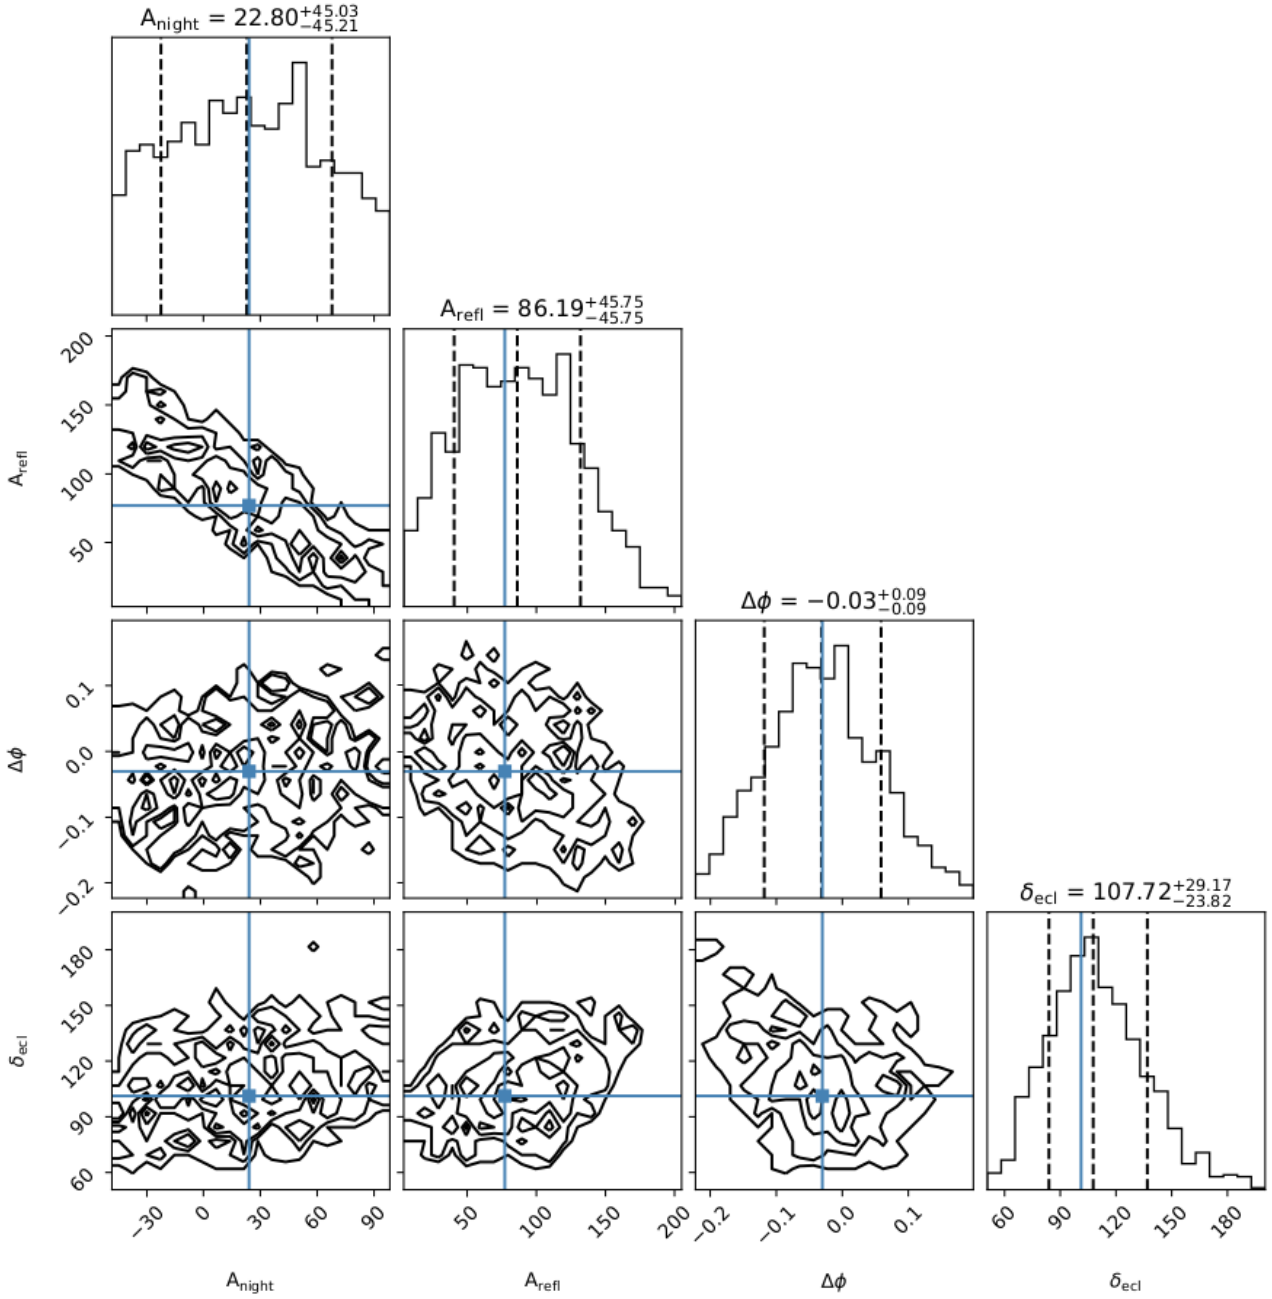 A_night = 22.80 +45.03 −45.21
A_refl = 86.19 +45.75 −45.75
200
150
100
50
A_refl
Δϕ = −0.03 +0.09 −0.09
0.1
0.0
−0.1
−0.2
Δϕ
δ_ecl = 107.72 +29.17 −23.82
180
150
120
90
60
δ_ecl
−30 0 30 60 90
50 100 150 200
−0.2 −0.1 0.0 0.1
60 90 120 150 180
A_night A_refl Δϕ δ_ecl